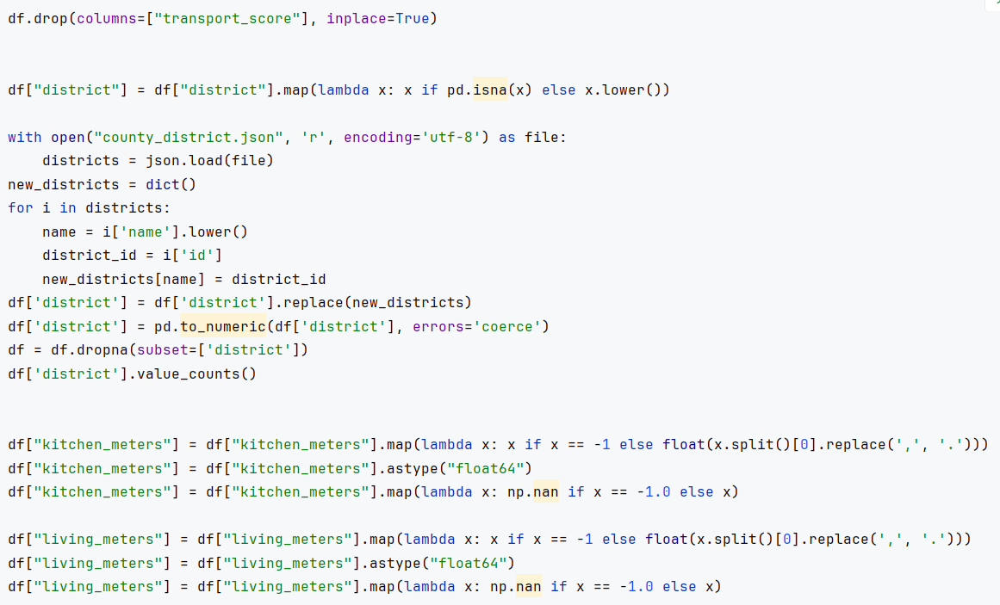 df.drop(columns=["transport_score"], inplace=True)
df["district"] = df["district"].map(lambda x: x if pd.isna(x) else x.lower())
with open("county_district.json", 'r', encoding='utf-8') as file:
    districts = json.load(file)
new_districts = dict()
for i in districts:
    name = i['name'].lower()
    district_id = i['id']
    new_districts[name] = district_id
df['district'] = df['district'].replace(new_districts)
df['district'] = pd.to_numeric(df['district'], errors='coerce')
df = df.dropna(subset=['district'])
df['district'].value_counts()
df["kitchen_meters"] = df["kitchen_meters"].map(lambda x: x if x == -1 else float(x.split()[0].replace(',', '.')))
df["kitchen_meters"] = df["kitchen_meters"].astype("float64")
df["kitchen_meters"] = df["kitchen_meters"].map(lambda x: np.nan if x == -1.0 else x)
df["living_meters"] = df["living_meters"].map(lambda x: x if x == -1 else float(x.split()[0].replace(',', '.')))
df["living_meters"] = df["living_meters"].astype("float64")
df["living_meters"] = df["living_meters"].map(lambda x: np.nan if x == -1.0 else x)